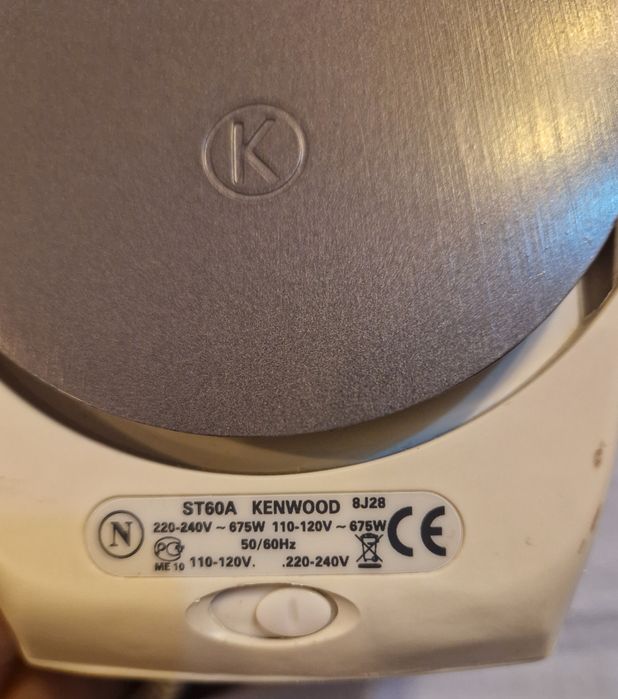 K
ST60A KENWOOD 8J28
N
220-240V ~ 675W 110-120V ~ 675W
50/60Hz
CE
ME 10
110-120V. .220-240V